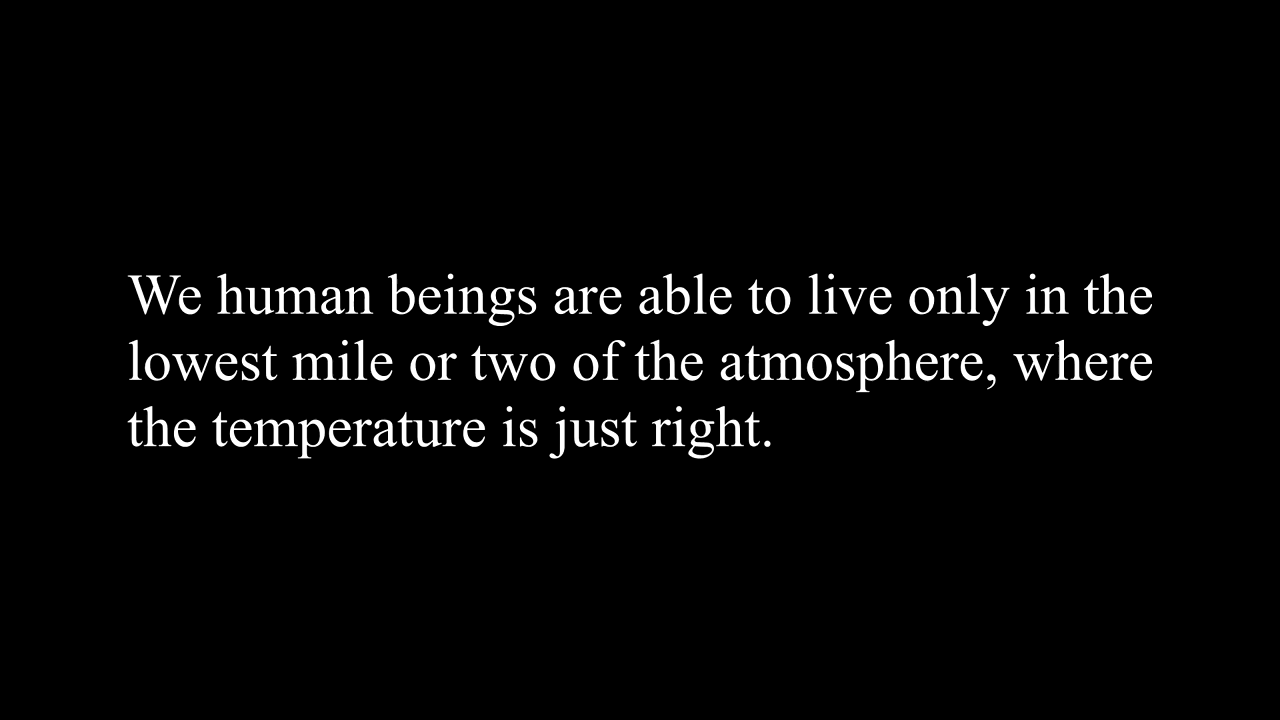 We human beings are able to live only in the
lowest mile or two of the atmosphere, where
the temperature is just right.